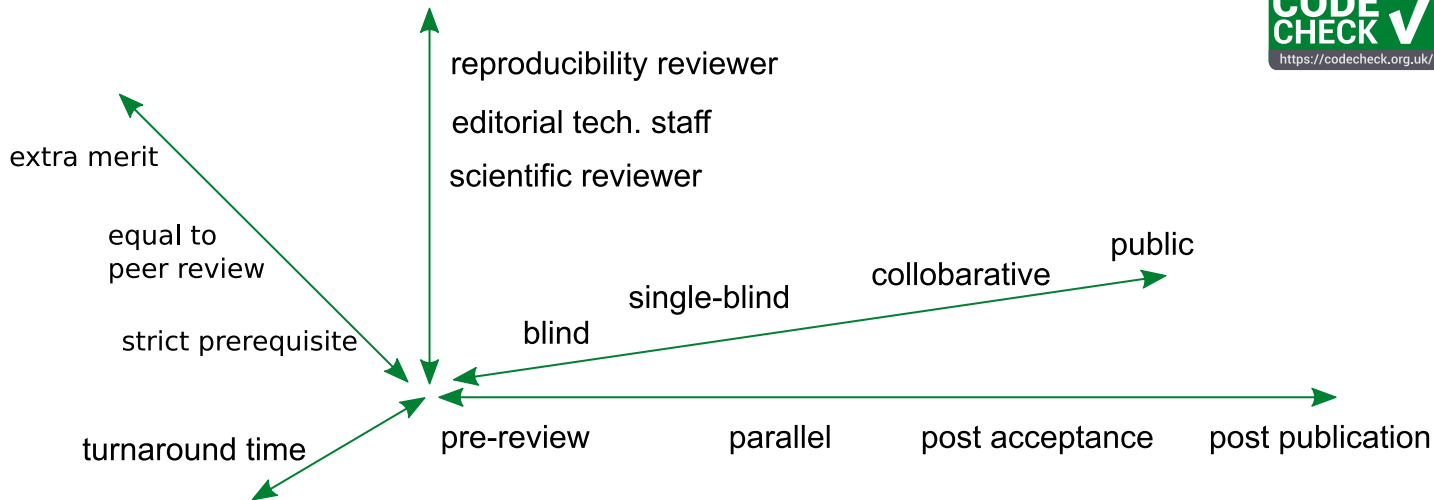 CODE
CHECK
https://codecheck.org.uk/
reproducibility reviewer
editorial tech. staff
scientific reviewer
extra merit
equal to
peer review
strict prerequisite
turnaround time
blind
single-blind
collobarative
public
pre-review
parallel
post acceptance
post publication